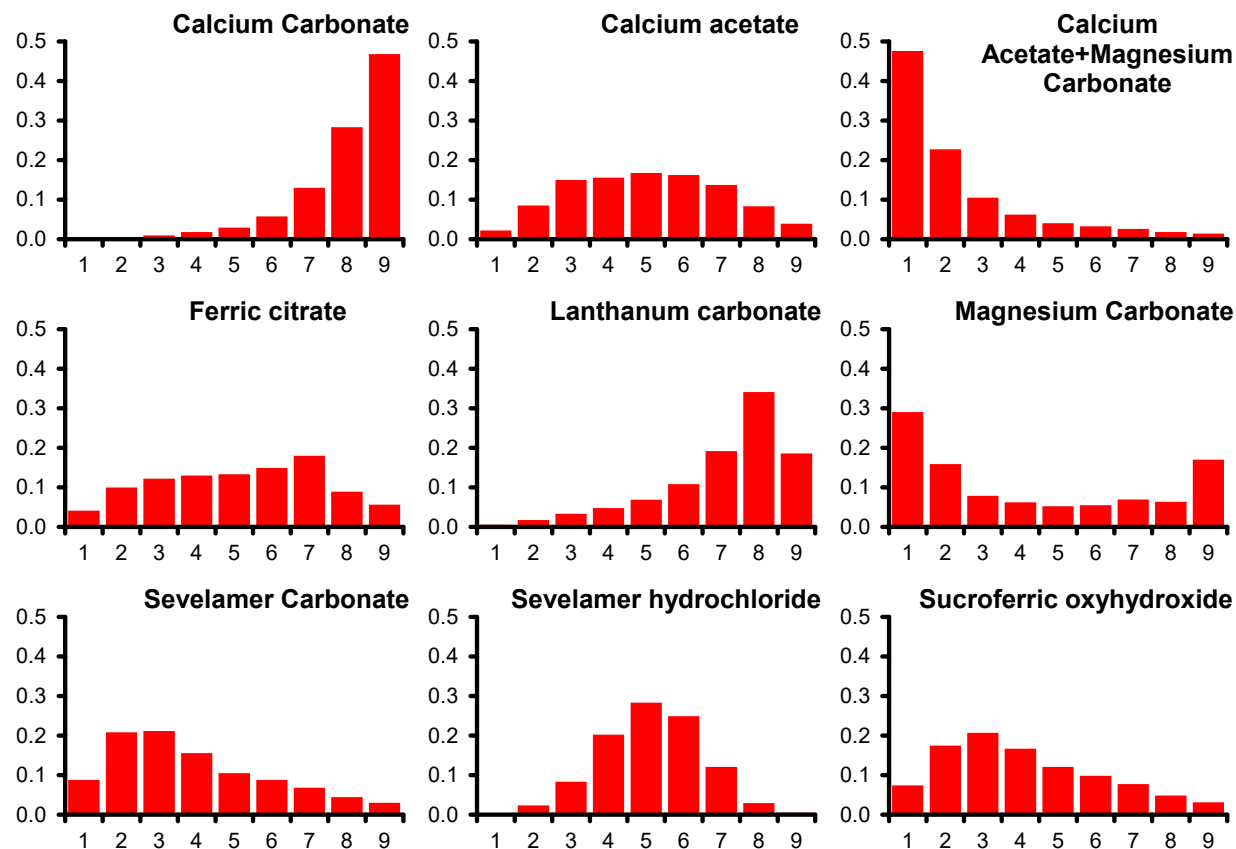 Calcium Carbonate
0.5
0.4
0.3
0.2
0.1
0.0
1 2 3 4 5 6 7 8 9
Calcium acetate
0.5
0.4
0.3
0.2
0.1
0.0
1 2 3 4 5 6 7 8 9
Calcium
Acetate+Magnesium
Carbonate
0.5
0.4
0.3
0.2
0.1
0.0
1 2 3 4 5 6 7 8 9
Ferric citrate
0.5
0.4
0.3
0.2
0.1
0.0
1 2 3 4 5 6 7 8 9
Lanthanum carbonate
0.5
0.4
0.3
0.2
0.1
0.0
1 2 3 4 5 6 7 8 9
Magnesium Carbonate
0.5
0.4
0.3
0.2
0.1
0.0
1 2 3 4 5 6 7 8 9
Sevelamer Carbonate
0.5
0.4
0.3
0.2
0.1
0.0
1 2 3 4 5 6 7 8 9
Sevelamer hydrochloride
0.5
0.4
0.3
0.2
0.1
0.0
1 2 3 4 5 6 7 8 9
Sucroferric oxyhydroxide
0.5
0.4
0.3
0.2
0.1
0.0
1 2 3 4 5 6 7 8 9